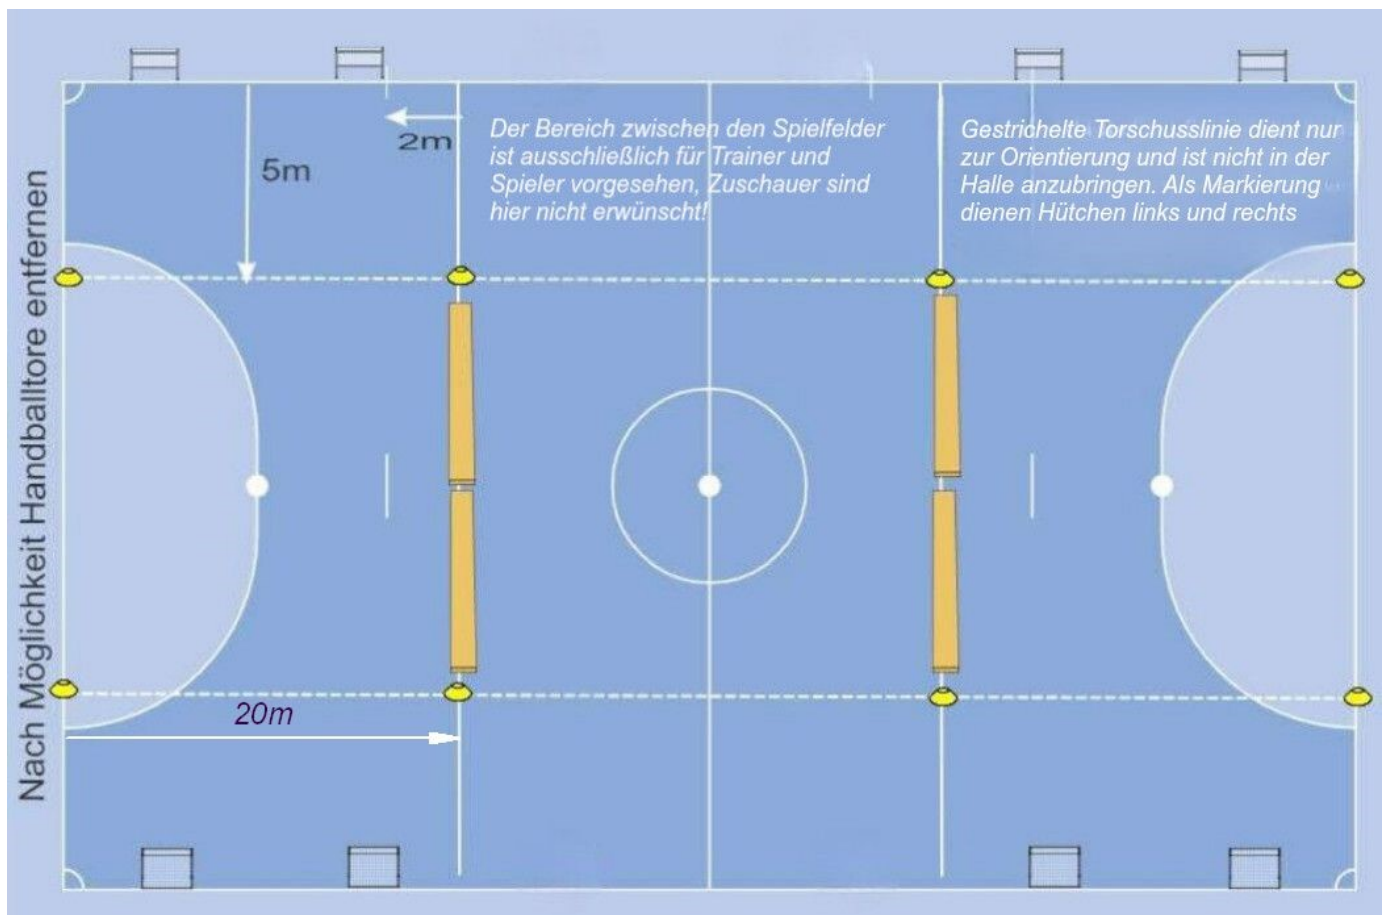 Nach Möglichkeit Handballtore entfernen
5m
2m
Der Bereich zwischen den Spielfelder
ist ausschließlich für Trainer und
Spieler vorgesehen, Zuschauer sind
hier nicht erwünscht!
Gestrichelte Torschusslinie dient nur
zur Orientierung und ist nicht in der
Halle anzubringen. Als Markierung
dienen Hütchen links und rechts
20m